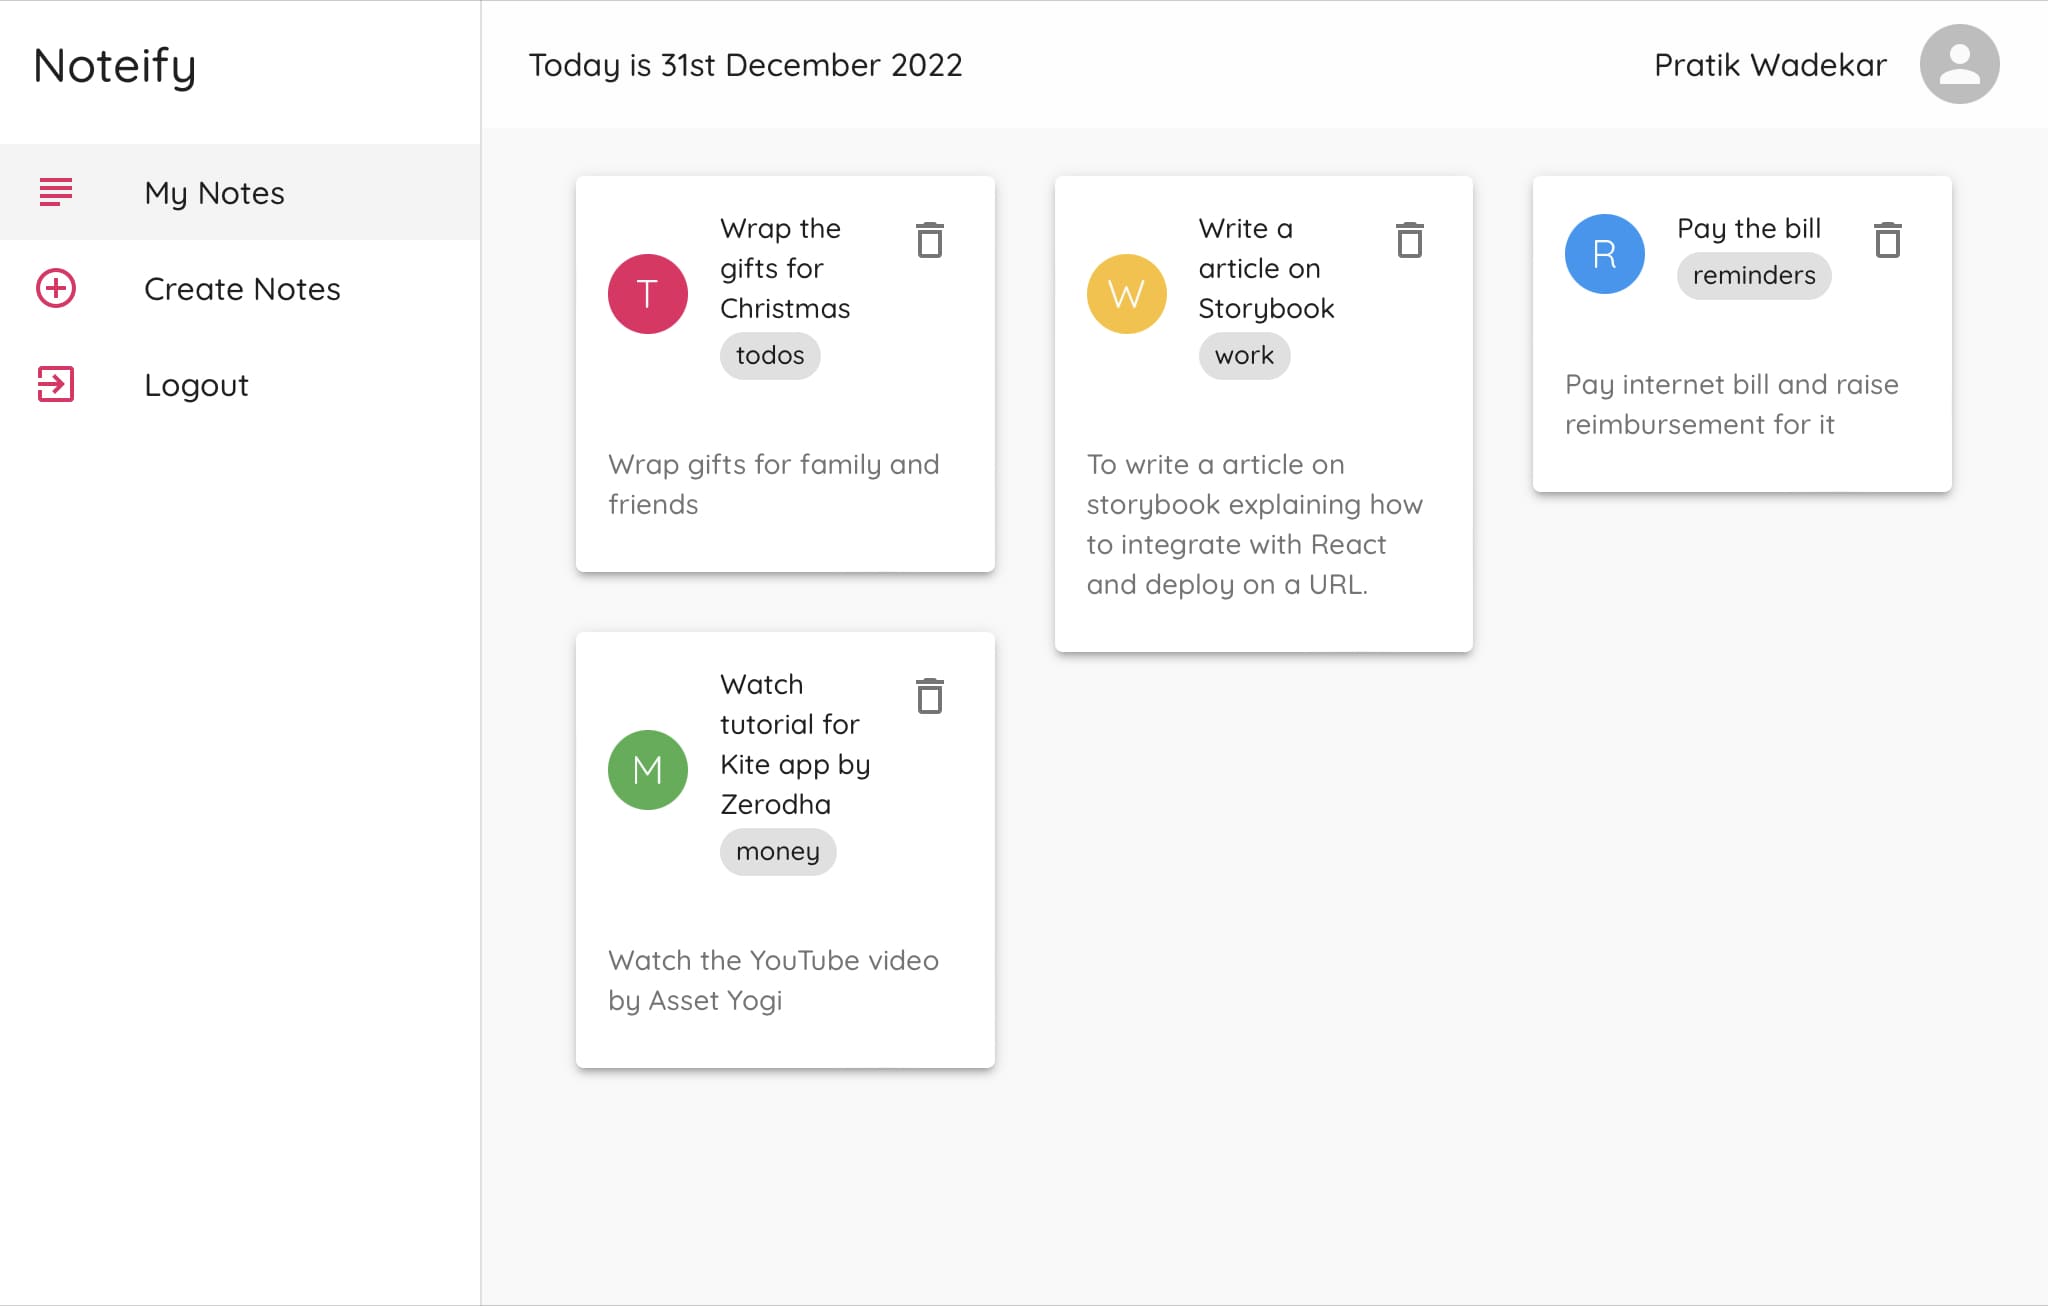 Noteify
My Notes
Create Notes
Logout
Today is 31st December 2022
Pratik Wadekar
T
Wrap the
gifts for
Christmas
todos
Wrap gifts for family and
friends
W
Write a
article on
Storybook
work
To write a article on
storybook explaining how
to integrate with React
and deploy on a URL.
R
Pay the bill
reminders
Pay internet bill and raise
reimbursement for it
M
Watch
tutorial for
Kite app by
Zerodha
money
Watch the YouTube video
by Asset Yogi